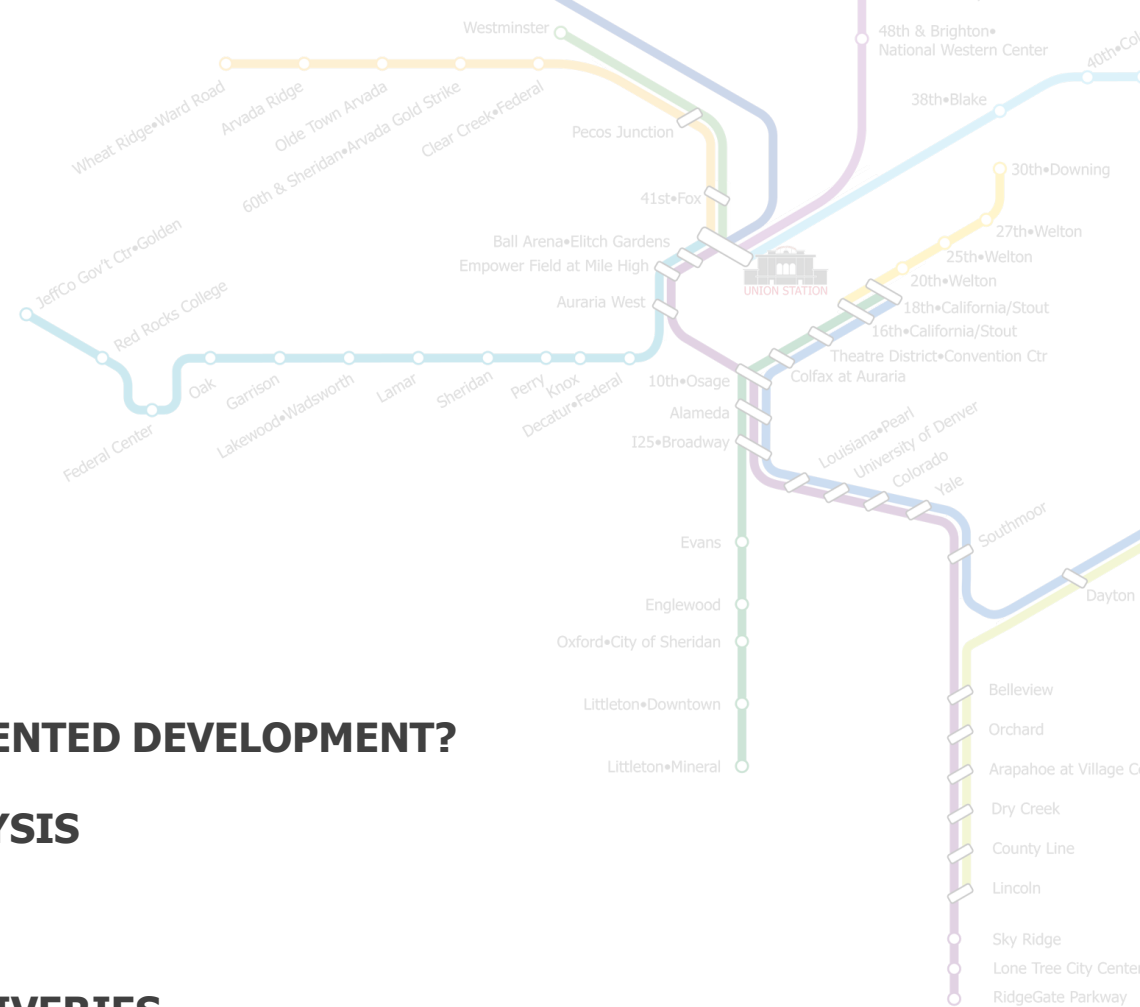 Westminster
48th & Brighton•
National Western Center
38th•Blake
Wheat Ridge•Ward Road
Arvada Ridge
Olde Town Arvada
60th & Sheridan•Arvada Gold Strike
Clear Creek•Federal
Pecos Junction
30th•Downing
41st•Fox
27th•Welton
25th•Welton
20th•Welton
Ball Arena•Elitch Gardens
Empower Field at Mile High
UNION STATION
Auraria West
18th•California/Stout
16th•California/Stout
Theatre District•Convention Ctr
Colfax at Auraria
JeffCo Gov't Ctr•Golden
Red Rocks College
Federal Center
Oak
Garrison
Lakewood•Wadsworth
Lamar
Sheridan
Perry
Knox
Decatur•Federal
10th•Osage
Alameda
I25•Broadway
Louisiana•Pearl
University of Denver
Colorado
Yale
Southmoor
Dayton
Evans
Englewood
Oxford•City of Sheridan
Littleton•Downtown
Littleton•Mineral
Belleview
Orchard
Arapahoe at Village C
Dry Creek
County Line
Lincoln
Sky Ridge
Lone Tree City Center
RidgeGate Parkway
ENTED DEVELOPMENT?
YSIS